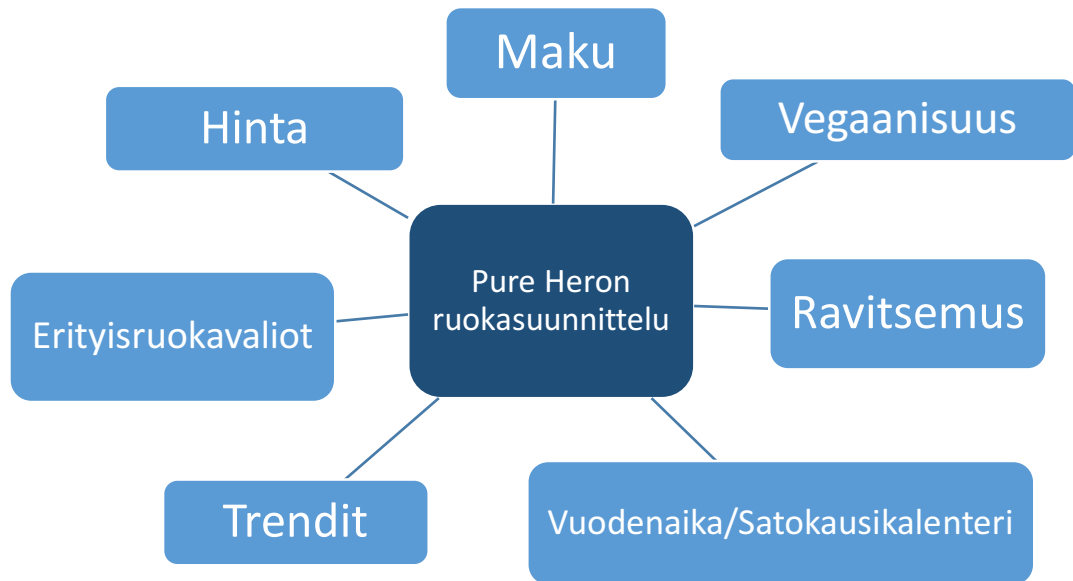 Maku
Hinta
Vegaanisuus
Pure Heron
ruokasuunnittelu
Erityisruokavaliot
Ravitsemus
Trendit
Vuodenaika/Satokausikalenteri